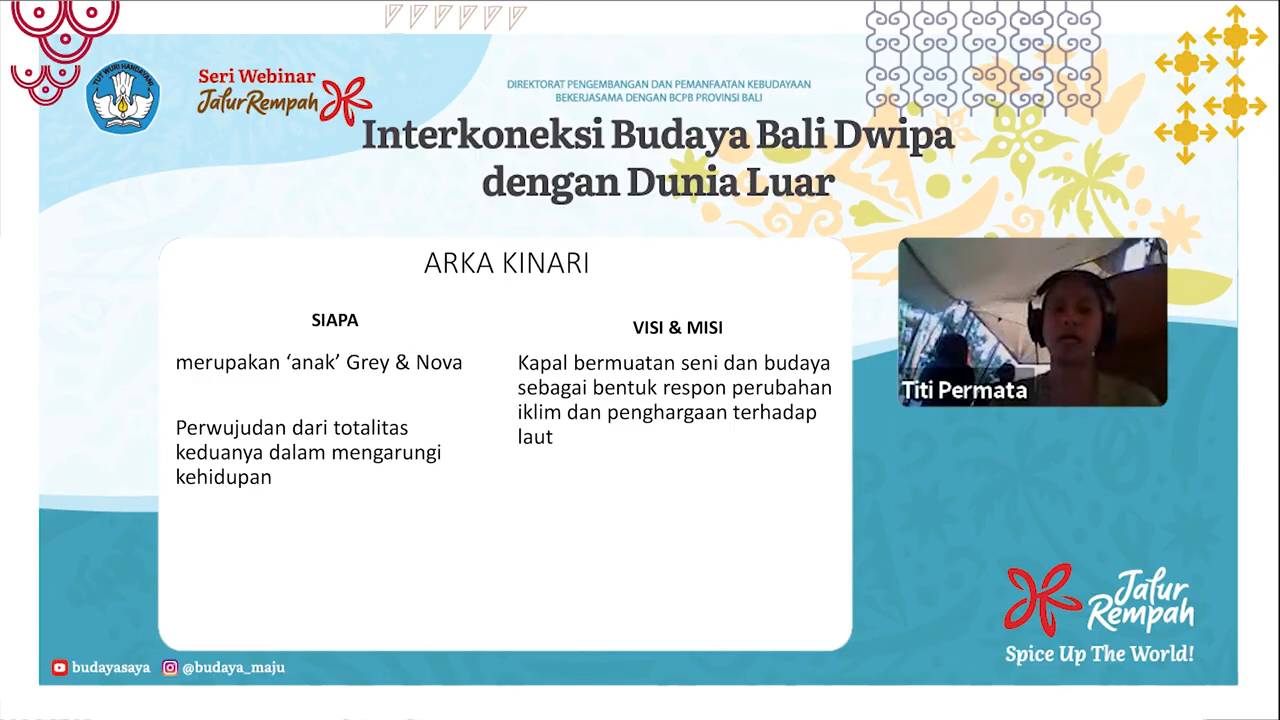 TUT WURI HANDAYANI
Seri Webinar
Jalur Rempah
DIREKTORAT PENGEMBANGAN DAN PEMANFAATAN KEBUDAYAAN
BEKERJASAMA DENGAN BCPB PROVINSI BALI
Interkoneksi Budaya Bali Dwipa
dengan Dunia Luar
ARKA KINARI
SIAPA
merupakan ‘anak’ Grey & Nova
Perwujudan dari totalitas
keduanya dalam mengarungi
kehidupan
VISI & MISI
Kapal bermuatan seni dan budaya
sebagai bentuk respon perubahan
iklim dan penghargaan terhadap
laut
Titi Permata
Jalur
Rempah
Spice Up The World!
budayasaya @budaya_maju